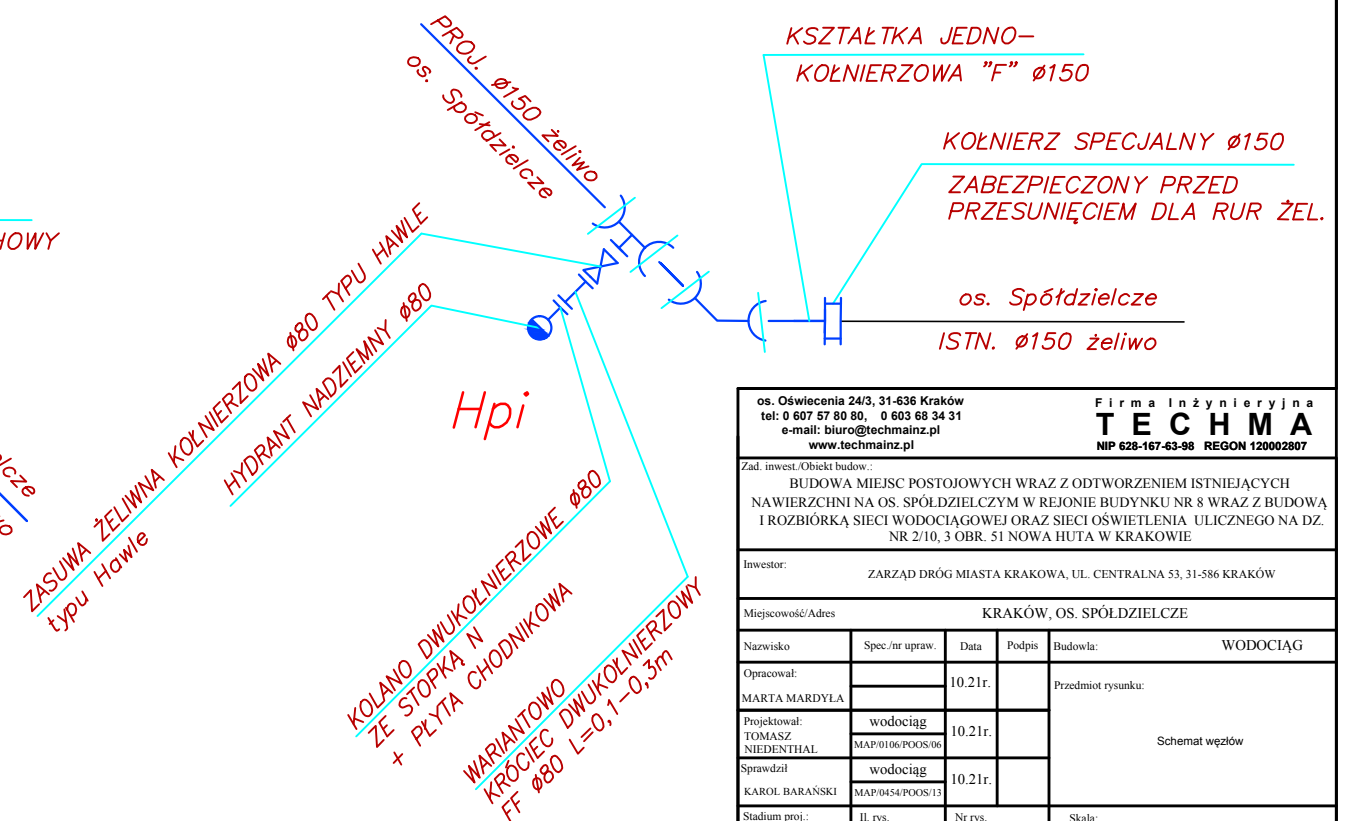 PROJ. ø150 żeliwo
os. Spółdzielcze
KSZTAŁTKA JEDNO–
KOŁNIERZOWA "F" ø150
KOŁNIERZ SPECJALNY ø150
ZABEZPIECZONY PRZED
PRZESUNIĘCIEM DLA RUR ŻEL.
os. Spółdzielcze
ISTN. ø150 żeliwo
HOWY
ZASUWA ŻELIWNA KOŁNIERZOWA ø80 TYPU HAWLE
typu Hawle
HYDRANT NADZIEMNY ø80
Hpi
KOLANO DWUKOŁNIERZOWE ø80
ZE STOPKĄ N
+ PŁYTA CHODNIKOWA
WARIANTOWO
KRÓCIEC DWUKOŁNIERZOWY
FF ø80 L=0,1–0,3m
os. Oświecenia 24/3, 31-636 Kraków
tel: 0 607 57 80 80, 0 603 68 34 31
e-mail: biuro@techmainz.pl
www.techmainz.pl
Firma Inżynieryjna
TECHMA
NIP 628-167-63-98 REGON 120002807
Zad. inwest./Obiekt budow.:
BUDOWA MIEJSC POSTOJOWYCH WRAZ Z ODTWORZENIEM ISTNIEJĄCYCH
NAWIERZCHNI NA OS. SPÓŁDZIELCZYM W REJONIE BUDYNKU NR 8 WRAZ Z BUDOWĄ
I ROZBIÓRKĄ SIECI WODOCIĄGOWEJ ORAZ SIECI OŚWIETLENIA ULICZNEGO NA DZ.
NR 2/10, 3 OBR. 51 NOWA HUTA W KRAKOWIE
Inwestor:
ZARZĄD DRÓG MIASTA KRAKOWA, UL. CENTRALNA 53, 31-586 KRAKÓW
Miejscowość/Adres
KRAKÓW, OS. SPÓŁDZIELCZE
Nazwisko
Spec./nr upraw.
Data
Podpis
Budowla:
WODOCIĄG
Opracował:
MARTA MARDYŁA
10.21r.
Przedmiot rysunku:
Schemat węzłów
Projektował:
TOMASZ
NIEDENTHAL
wodociąg
MAP/0106/POOS/06
10.21r.
Sprawdził
KAROL BARAŃSKI
wodociąg
MAP/0454/POOS/13
10.21r.
Stadium proj.:
Il. rys.
Nr rys.
Skala: